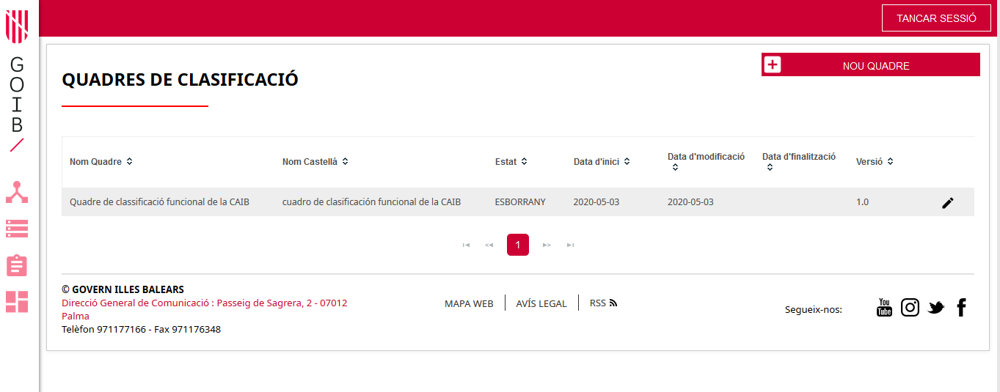 TANCAR SESSIÓ
GOIB
NOU QUADRE
QUADRES DE CLASIFICACIÓ
Nom Quadre Nom Castellá Estat Data d'inici Data d'modificació Data d'finalització Versió
Quadre de classificació funcional de la CAIB cuadro de clasificación funcional de la CAIB ESBORRANY 2020-05-03 2020-05-03 1.0
1
© GOVERN ILLES BALEARS
Direcció General de Comunicació : Passeig de Sagrera, 2 - 07012
Palma
Telèfon 971177166 - Fax 971176348
MAPA WEB AVÍS LEGAL RSS
Segueix-nos:
You
Tube